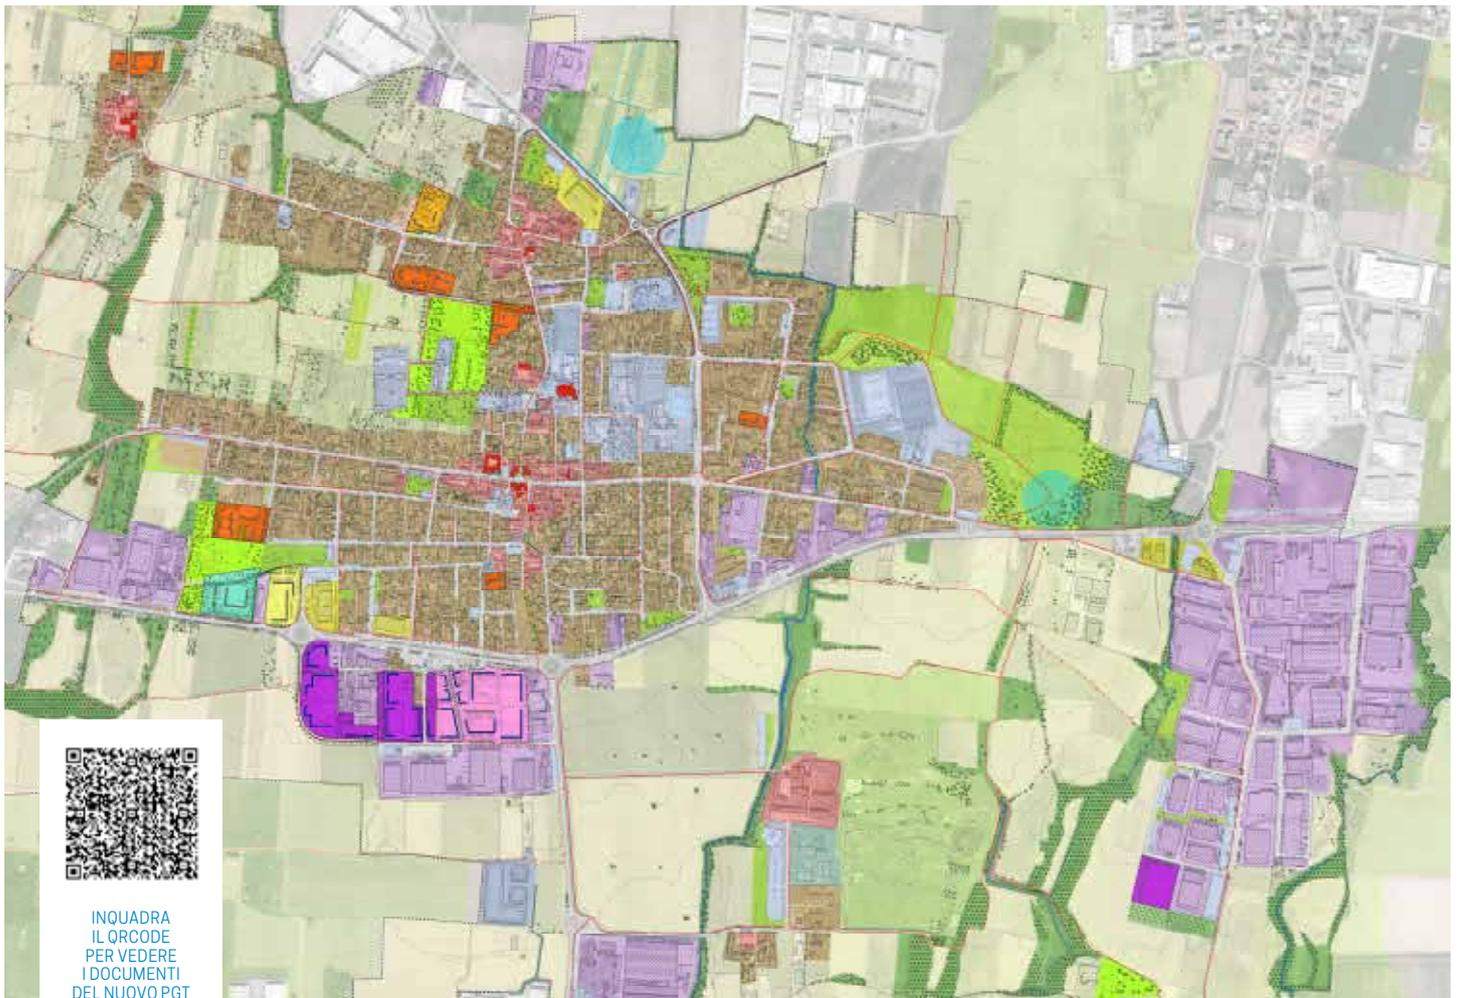 INQUADRA
IL QRCODE
PER VEDERE
I DOCUMENTI
DEL NUOVO PGT